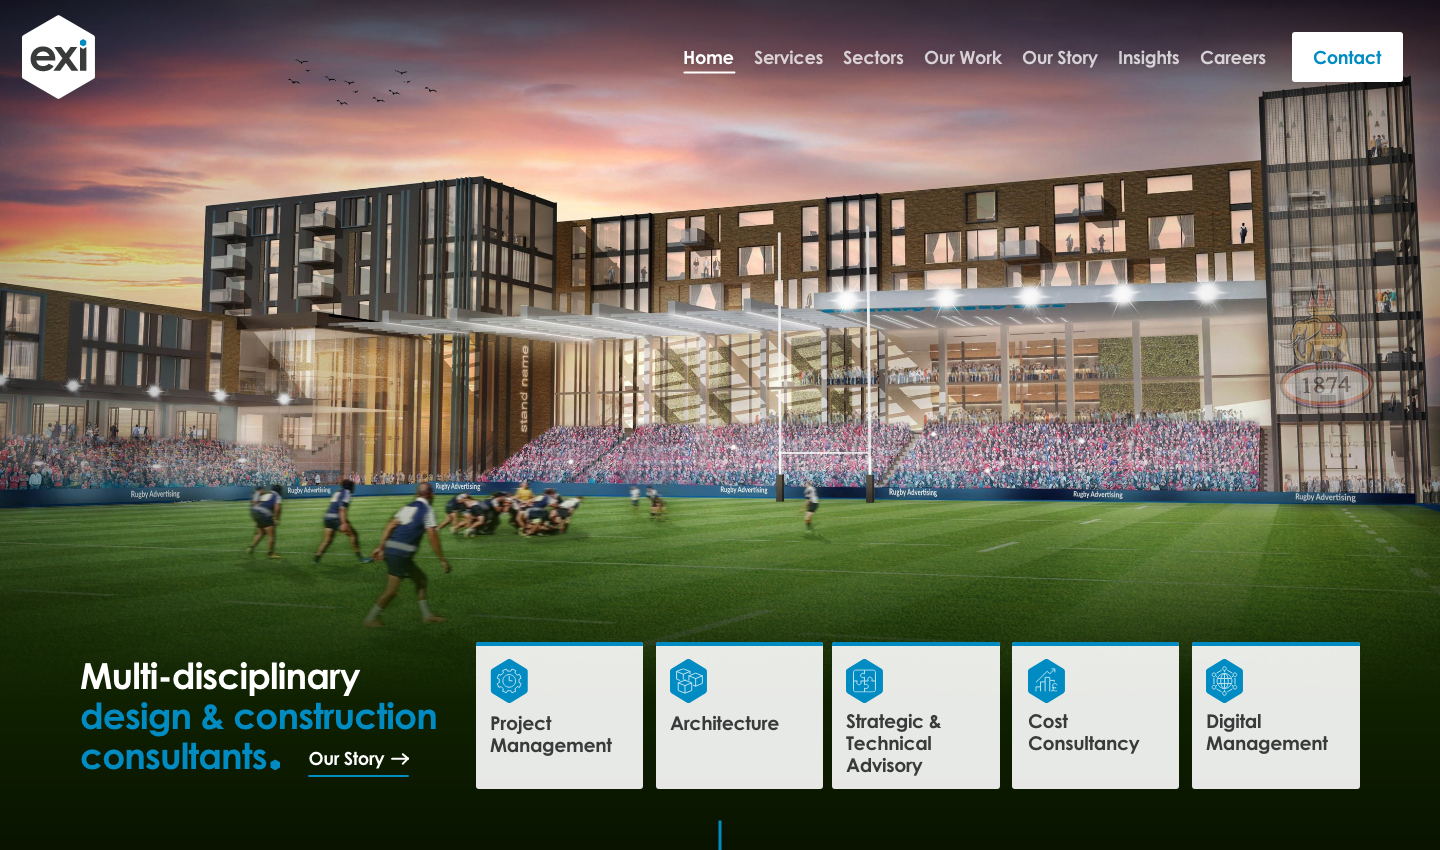 exi
Home
Services
Sectors
Our Work
Our Story
Insights
Careers
Contact
stand name
1874
Rugby Advertising
Rugby Advertising
Rugby Advertising
Rugby Advertising
Rugby Advertising
Rugby Advertising
Rugby Advertising
Multi-disciplinary
design & construction
consultants.
Our Story
Project
Management
Architecture
Strategic &
Technical
Advisory
Cost
Consultancy
Digital
Management